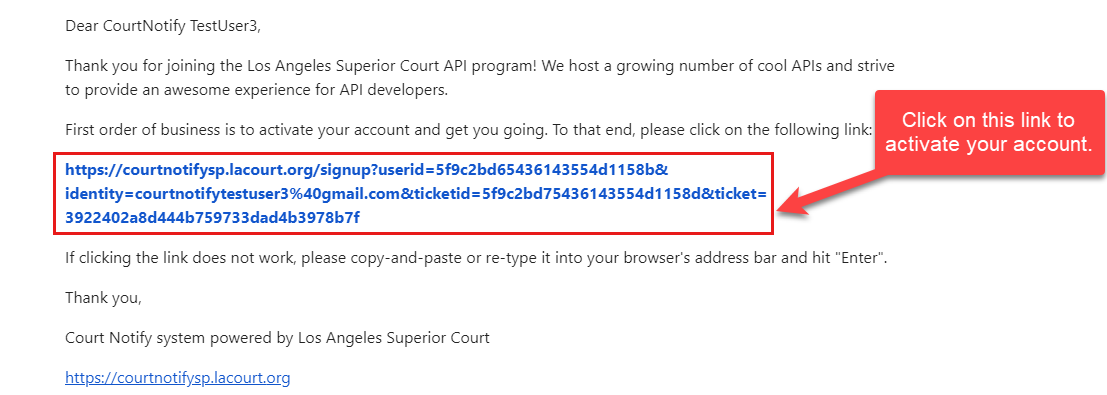 Dear CourtNotify TestUser3,
Thank you for joining the Los Angeles Superior Court API program! We host a growing number of cool APIs and strive
to provide an awesome experience for API developers.
First order of business is to activate your account and get you going. To that end, please click on the following link:
Click on this link to
activate your account.
https://courtnotifysp.lacourt.org/signup?userid=5f9c2bd65436143554d1158b&
identity=courtnotifytestuser3%40gmail.com&ticketid=5f9c2bd75436143554d1158d&ticket=
3922402a8d444b759733dad4b3978b7f
If clicking the link does not work, please copy-and-paste or re-type it into your browser's address bar and hit "Enter".
Thank you,
Court Notify system powered by Los Angeles Superior Court
https://courtnotifysp.lacourt.org